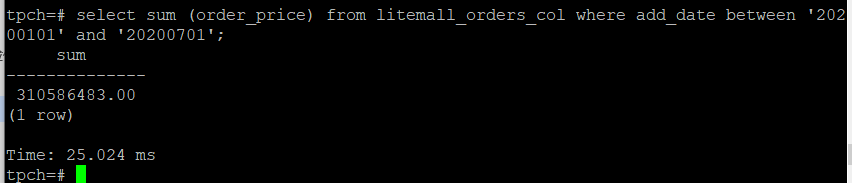 tpch=# select sum (order_price) from litemall_orders_col where add_date between '202
00101' and '20200701';
     sum
--------------
 310586483.00
(1 row)

Time: 25.024 ms
tpch=#